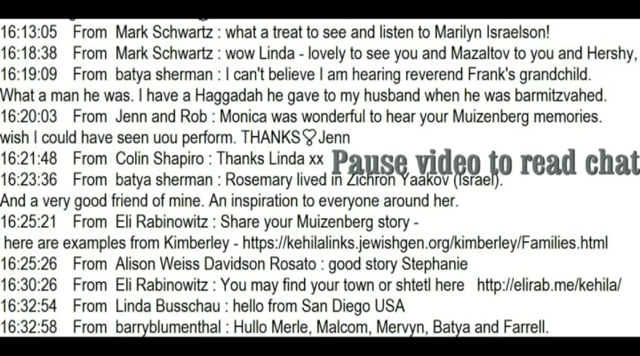 16:13:05 From Mark Schwartz : what a treat to see and listen to Marilyn Israelson!
16:18:38 From Mark Schwartz : wow Linda - lovely to see you and Mazaltov to you and Hershy,
16:19:09 From batya sherman : I can't believe I am hearing reverend Frank's grandchild.
What a man he was. I have a Haggadah he gave to my husband when he was barmitzvahed.
16:20:03 From Jenn and Rob : Monica was wonderful to hear your Muizenberg memories.
wish I could have seen uou perform. THANKS Jenn
16:21:48 From Colin Shapiro : Thanks Linda xx
Pause video to read chat
16:23:36 From batya sherman : Rosemary lived in Zichron Yaakov (Israel).
And a very good friend of mine. An inspiration to everyone around her.
16:25:21 From Eli Rabinowitz : Share your Muizenberg story -
here are examples from Kimberley - https://kehilalinks.jewishgen.org/kimberley/Families.html
16:25:26 From Alison Weiss Davidson Rosato : good story Stephanie
16:30:26 From Eli Rabinowitz : You may find your town or shtetl here http://elirab.me/kehila/
16:32:54 From Linda Busschau : hello from San Diego USA
16:32:58 From barryblumenthal : Hullo Merle, Malcom, Mervyn, Batya and Farrell.